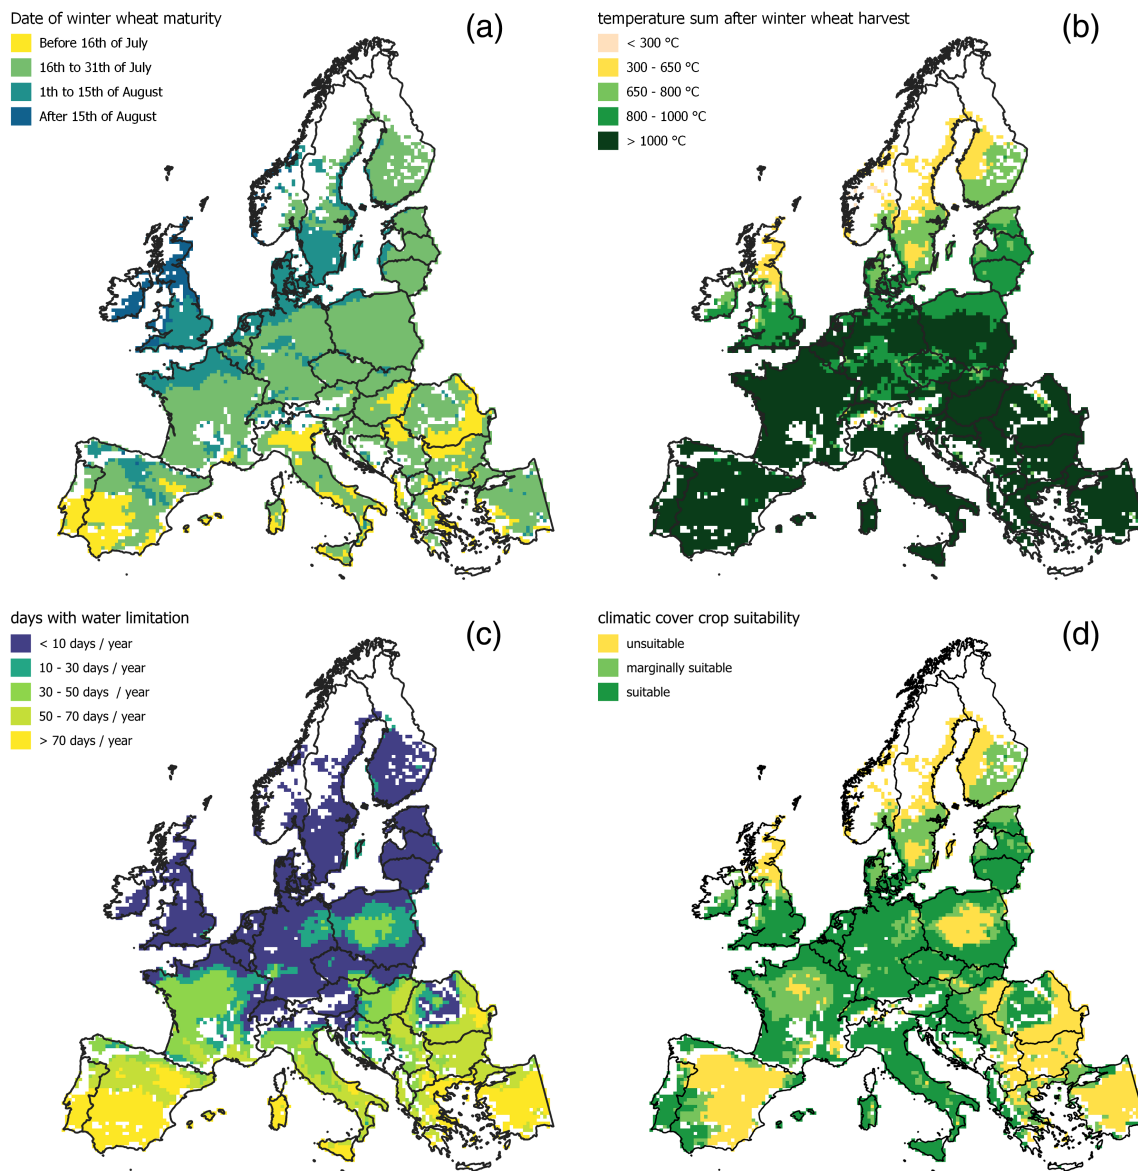 Date of winter wheat maturity
(a)
Before 16th of July
16th to 31th of July
1th to 15th of August
After 15th of August
temperature sum after winter wheat harvest
(b)
< 300 °C
300 - 650 °C
650 - 800 °C
800 - 1000 °C
> 1000 °C
days with water limitation
(c)
< 10 days / year
10 - 30 days / year
30 - 50 days / year
50 - 70 days / year
> 70 days / year
climatic cover crop suitability
(d)
unsuitable
marginally suitable
suitable